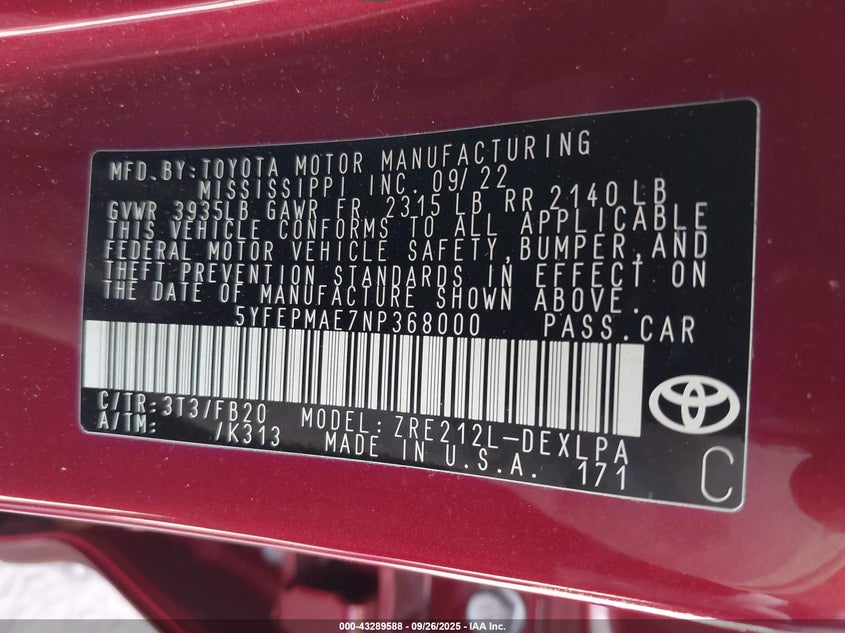 MFD.BY:TOYOTA MOTOR MANUFACTURING
MISSISSIPPI INC. 09/22
GVWR 3935LB GAWR FR 2315 LB RR 2140 LB
THIS VEHICLE CONFORMS TO ALL APPLICABLE
FEDERAL MOTOR VEHICLE SAFETY,BUMPER,AND
THEFT PREVENTION STANDARDS IN EFFECT ON
THE DATE OF MANUFACTURE SHOWN ABOVE.
5YFEPMAE7NP368000 PASS.CAR
C/TR:3T3/FB20 MODEL:ZRE212L-DEXLPA
A/TM: /K313 MADE IN U.S.A. 171
C
000-43289588 - 09/26/2025 - IAA Inc.